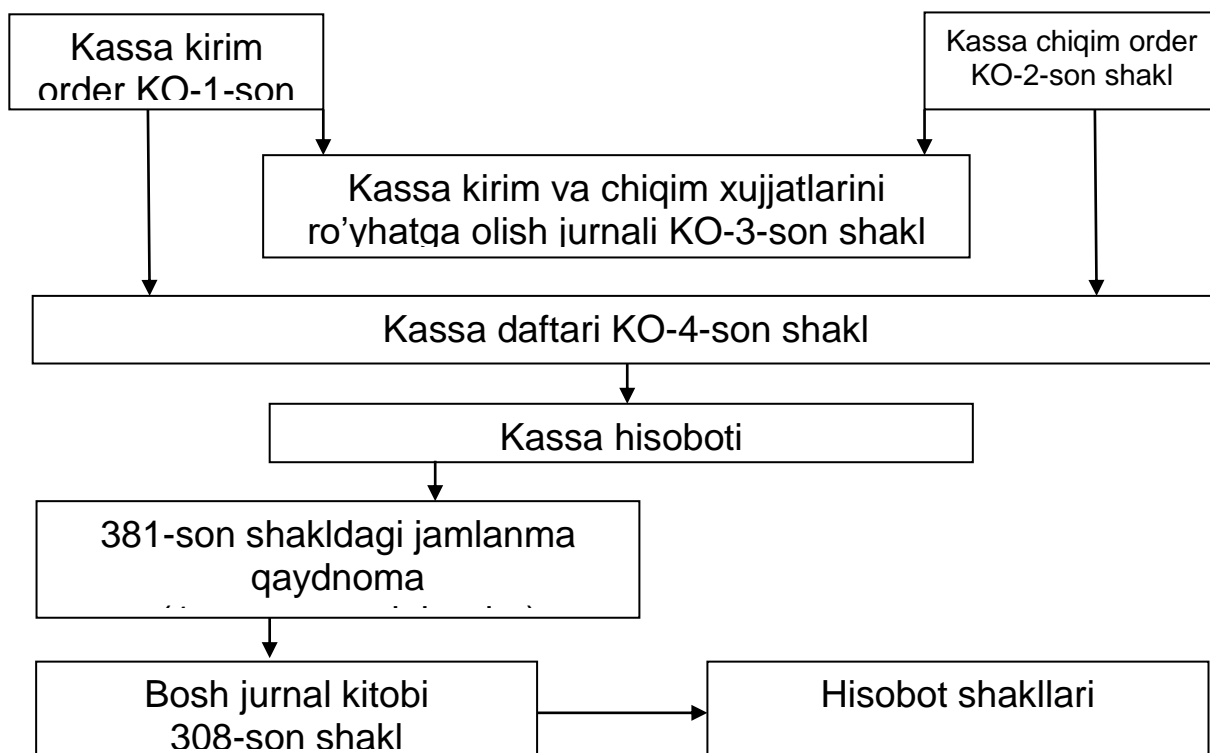 Kassa kirim
order KO-1-son
Kassa chiqim order
KO-2-son shakl
Kassa kirim va chiqim xujjatlarini
ro’yhatga olish jurnali KO-3-son shakl
Kassa daftari KO-4-son shakl
Kassa hisoboti
381-son shakldagi jamlanma
qaydnoma
Bosh jurnal kitobi
308-son shakl
Hisobot shakllari